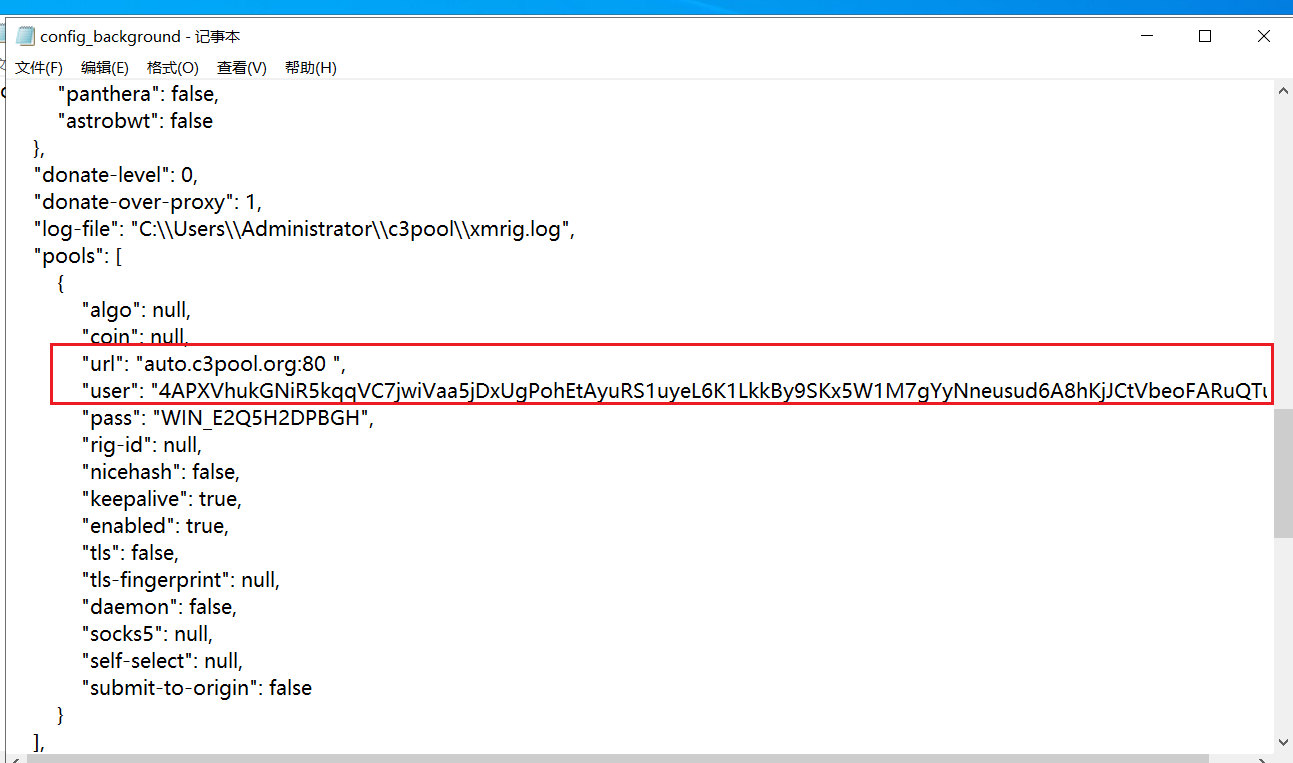 config_background - 记事本
文件(F) 编辑(E) 格式(O) 查看(V) 帮助(H)
"panthera": false,
"astrobwt": false
},
"donate-level": 0,
"donate-over-proxy": 1,
"log-file": "C:\\Users\\Administrator\\c3pool\\xmrig.log",
"pools": [
{
"algo": null,
"coin": null,
"url": "auto.c3pool.org:80 ",
"user": "4APXVhukGNiR5kqqVC7jwiVaa5jDxUgPohEtAyuRS1uyeL6K1LkkBy9SKx5W1M7gYyNneusud6A8hKjJCtVbeoFARuQTu
"pass": "WIN_E2Q5H2DPBGH",
"rig-id": null,
"nicehash": false,
"keepalive": true,
"enabled": true,
"tls": false,
"tls-fingerprint": null,
"daemon": false,
"socks5": null,
"self-select": null,
"submit-to-origin": false
}
],